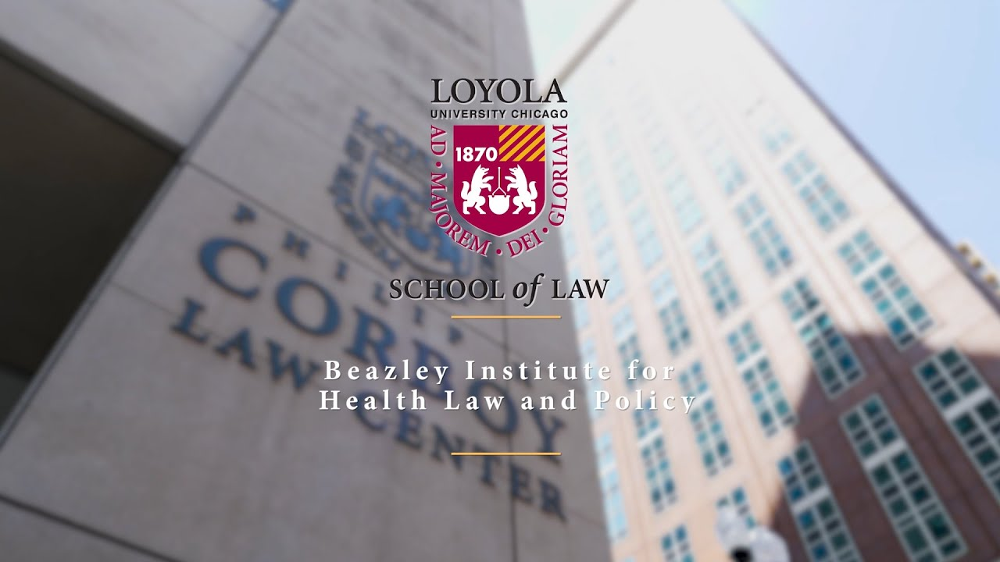 LOYOLA
UNIVERSITY CHICAGO
1870
AD • MAJOREM • DEI • GLORIAM
SCHOOL of LAW
Beazley Institute for
Health Law and Policy
PHILIP
CORBOY
LAW CENTER